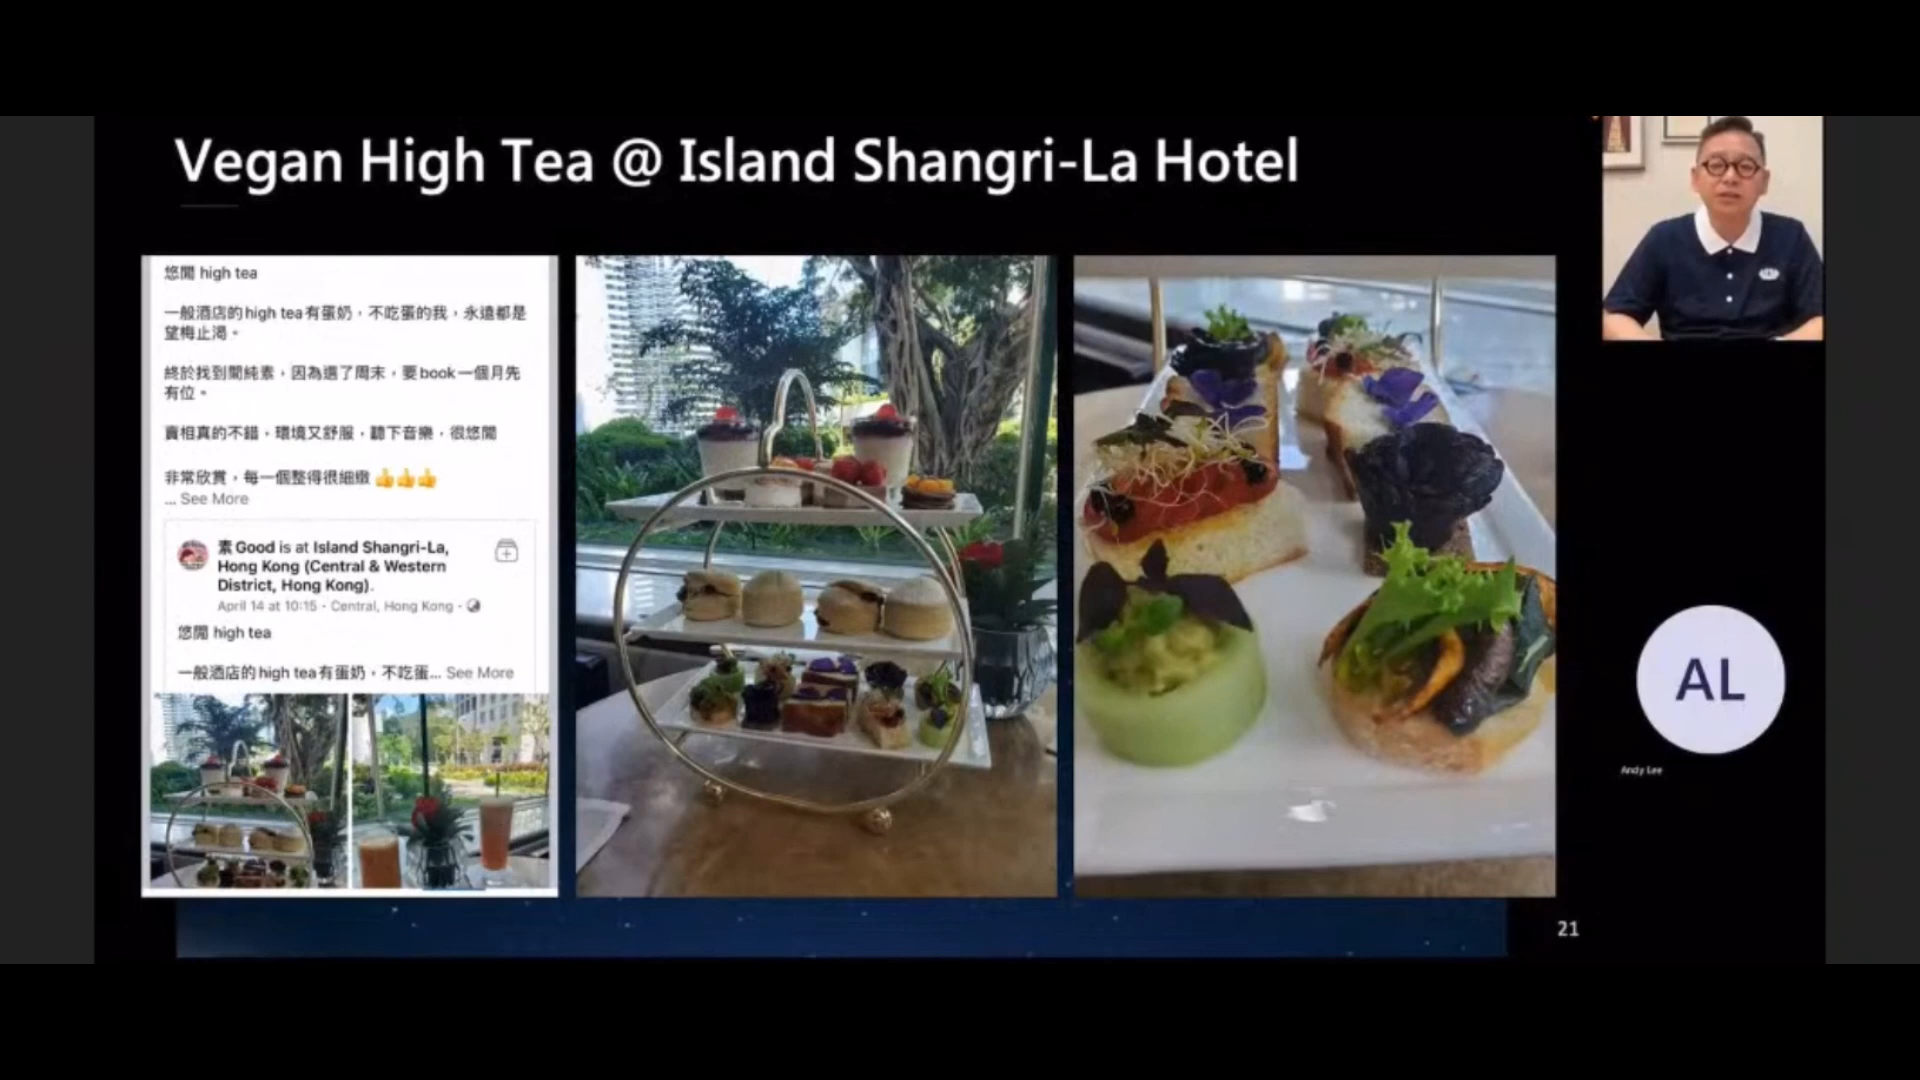 Vegan High Tea @ Island Shangri-La Hotel
悠閒 high tea
一般酒店的high tea有蛋奶，不吃蛋的我，永遠都是
望梅止渴。
終於找到間純素，因為選了周末，要book一個月先
有位。
賣相真的不錯，環境又舒服，聽下音樂，很悠閒
非常欣賞，每一個整得很細緻 👍👍👍
... See More
素Good is at Island Shangri-La,
Hong Kong (Central & Western
District, Hong Kong).
April 14 at 10:15 · Central, Hong Kong ·
悠閒 high tea
一般酒店的high tea有蛋奶，不吃蛋... See More
AL
Andy Lee
21